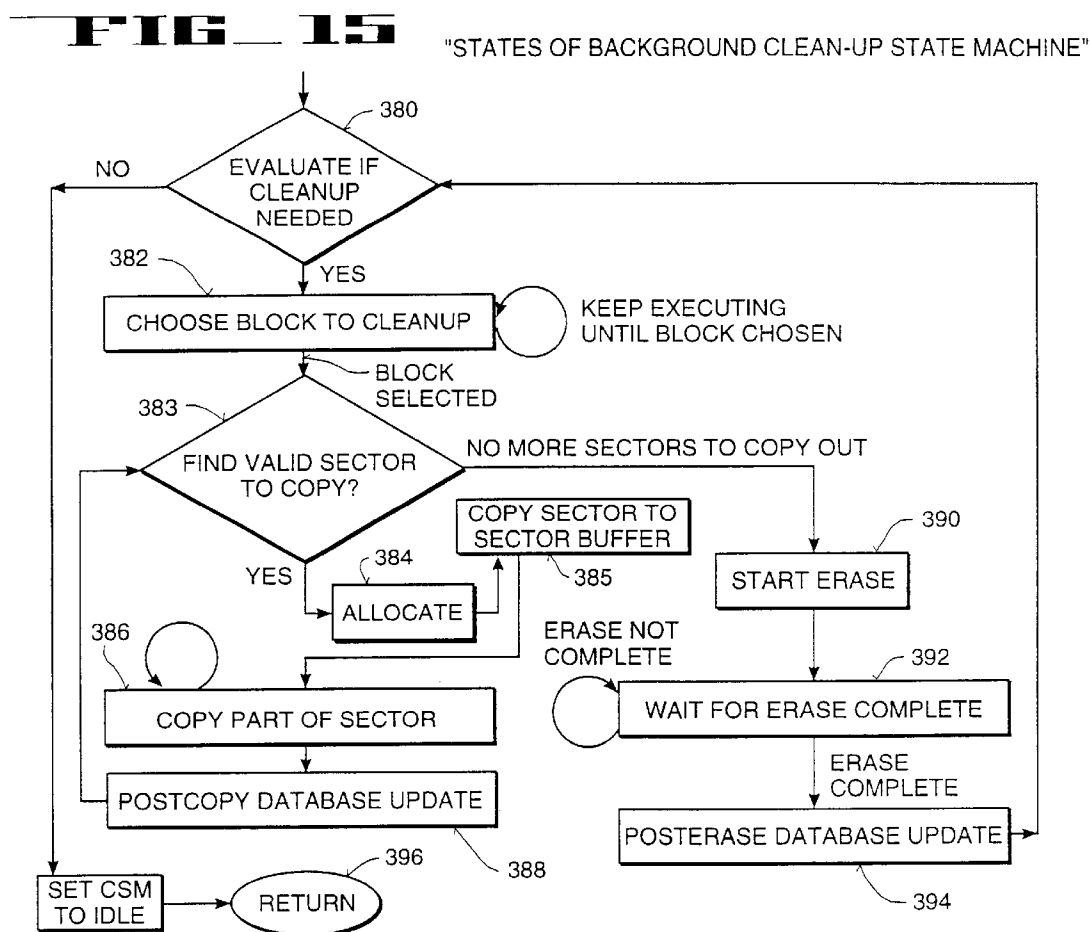 FIG_15
"STATES OF BACKGROUND CLEAN-UP STATE MACHINE"
380
NO
EVALUATE IF
CLEANUP
NEEDED
382
YES
CHOOSE BLOCK TO CLEANUP
KEEP EXECUTING
UNTIL BLOCK CHOSEN
BLOCK
SELECTED
383
NO MORE SECTORS TO COPY OUT
FIND VALID SECTOR
TO COPY?
COPY SECTOR TO
SECTOR BUFFER
390
384
385
YES
START ERASE
ALLOCATE
386
ERASE NOT
COMPLETE
392
COPY PART OF SECTOR
WAIT FOR ERASE COMPLETE
ERASE
COMPLETE
POSTCOPY DATABASE UPDATE
POSTERASE DATABASE UPDATE
396
388
394
SET CSM
TO IDLE
RETURN